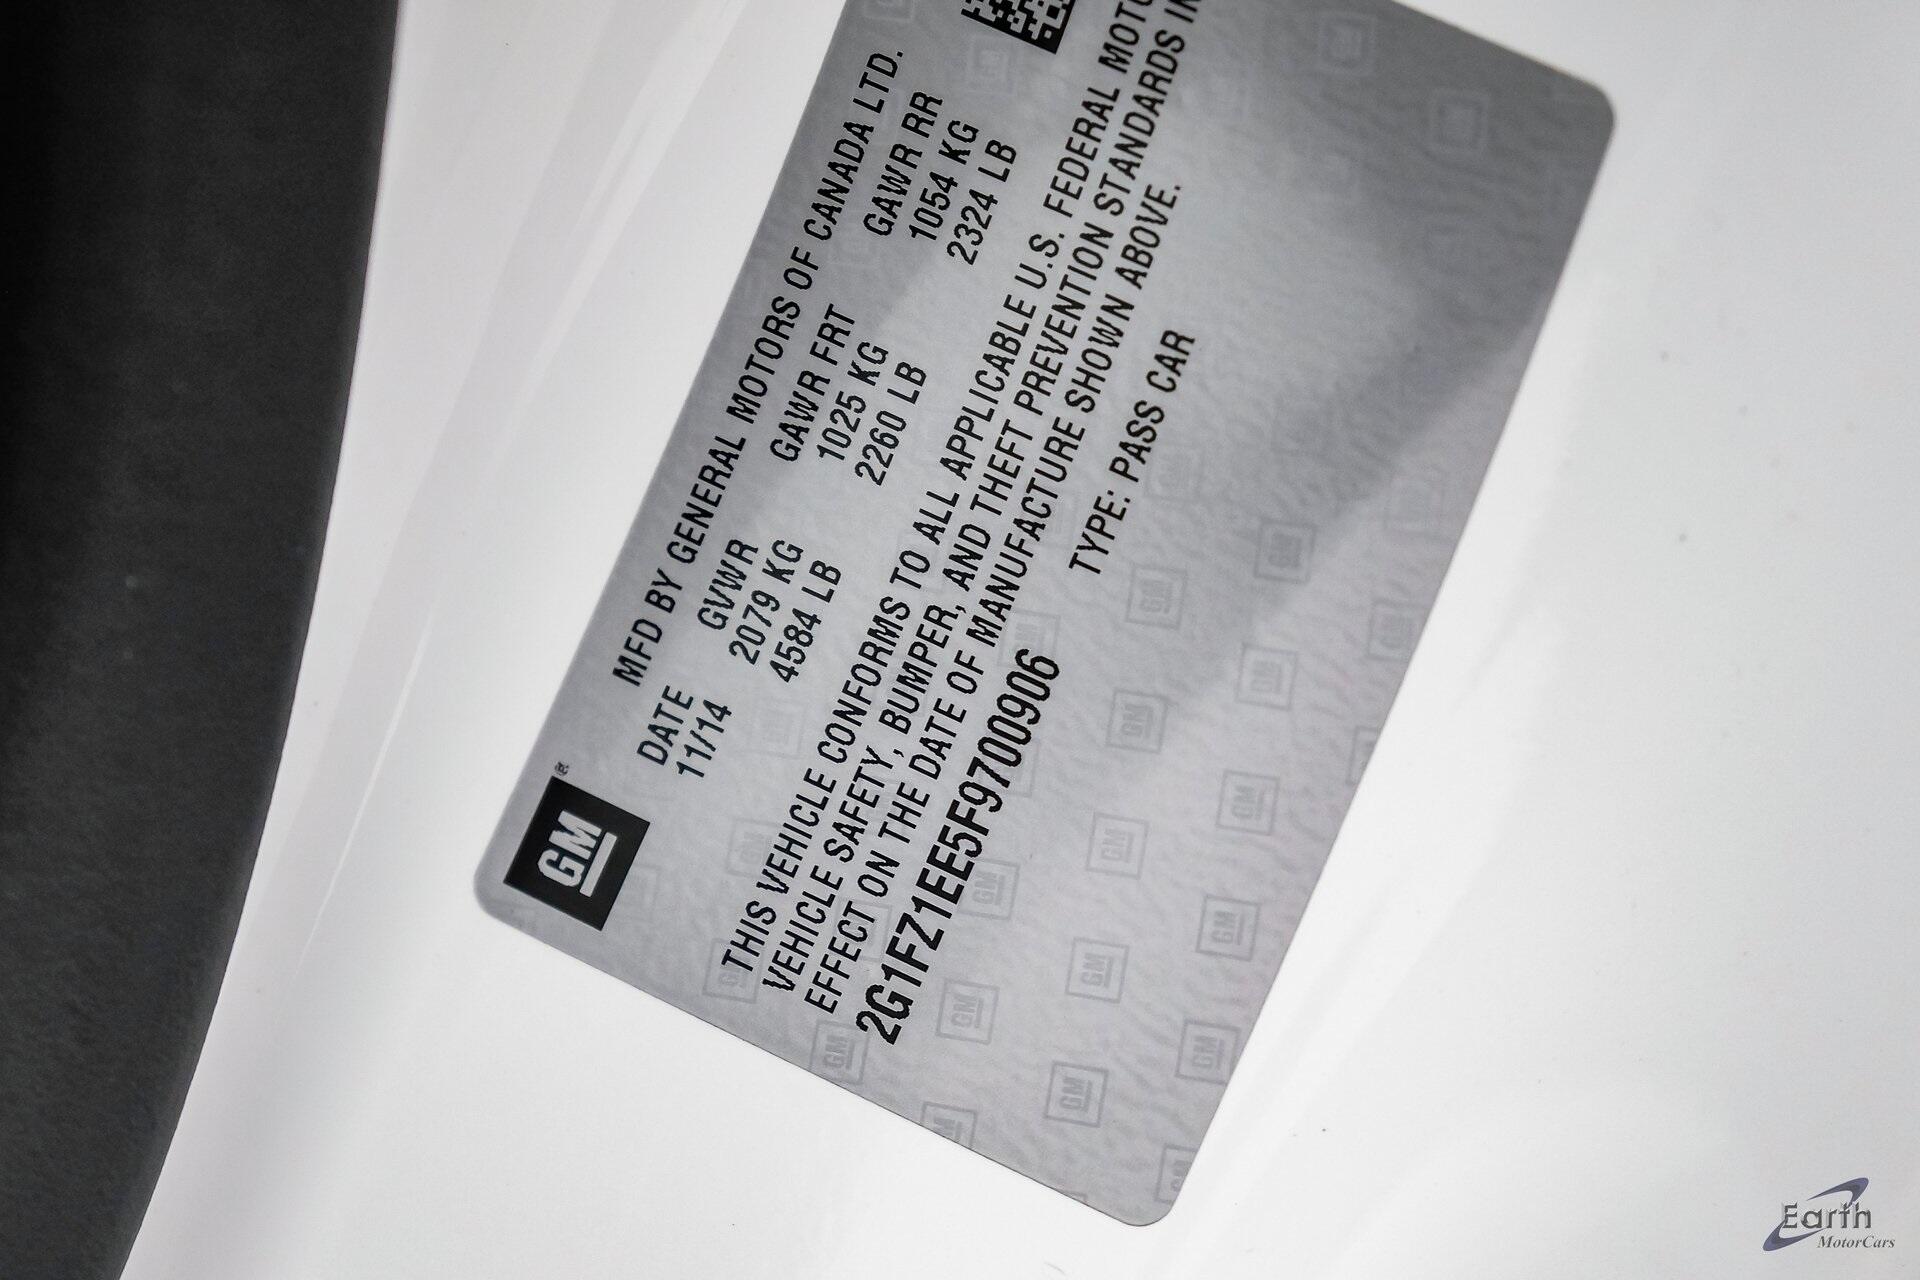 GM®
MFD BY GENERAL MOTORS OF CANADA LTD.
DATE GVWR GAWR FRT GAWR RR
11/14 2079 KG 1025 KG 1054 KG
4584 LB 2260 LB 2324 LB
THIS VEHICLE CONFORMS TO ALL APPLICABLE U.S. FEDERAL
VEHICLE SAFETY, BUMPER, AND THEFT PREVENTION STANDARDS IN
EFFECT ON THE DATE OF MANUFACTURE SHOWN ABOVE.
2G1FZ1EE5F9700906 TYPE: PASS CAR
Earth
MotorCars